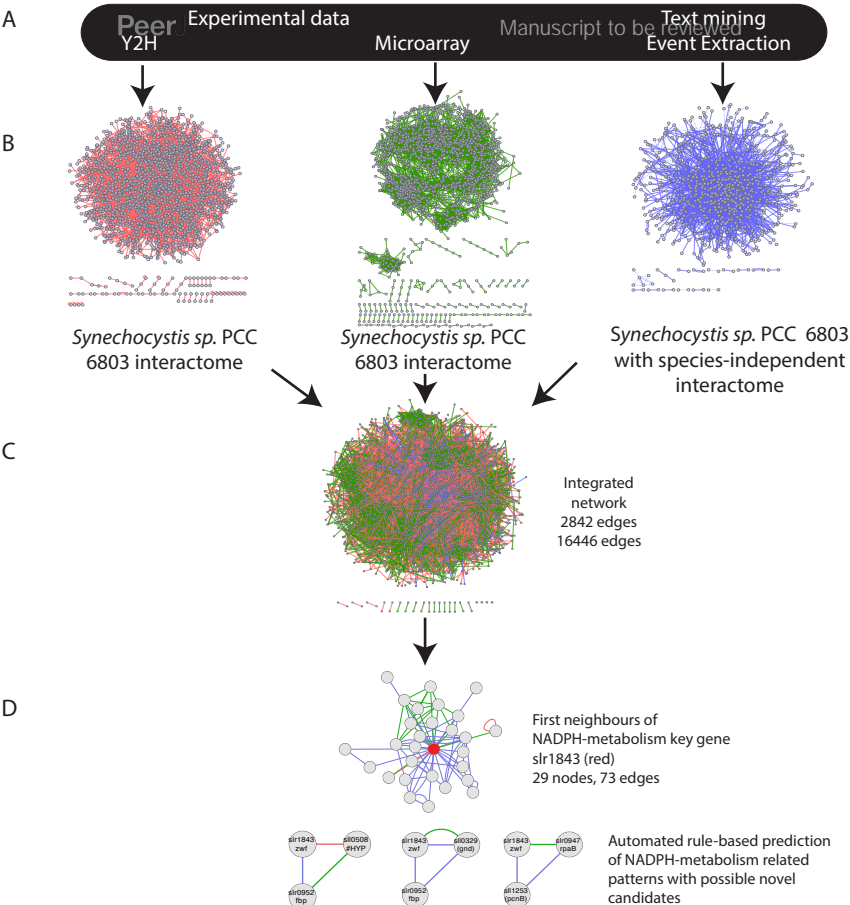 A
Experimental data
Text mining
PeerJ
Manuscript to be reviewed
Y2H
Microarray
Event Extraction
B
Synechocystis sp. PCC
6803 interactome
Synechocystis sp. PCC
6803 interactome
Synechocystis sp. PCC 6803
with species-independent
interactome
C
Integrated
network
2842 edges
16446 edges
D
First neighbours of
NADPH-metabolism key gene
slr1843 (red)
29 nodes, 73 edges
slr1843
zwf
sll0508
#HYP
slr0952
fbp
slr1843
zwf
sll0329
(gnd)
slr0952
fbp
slr1843
zwf
slr0947
rpaB
sll1253
(pcnB)
Automated rule-based prediction
of NADPH-metabolism related
patterns with possible novel
candidates